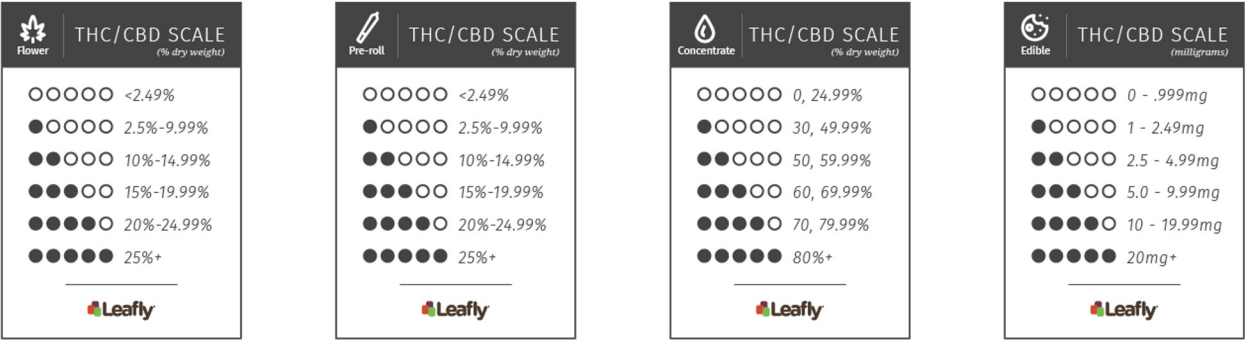 Flower
THC/CBD SCALE
(% dry weight)
<2.49%
2.5%-9.99%
10%-14.99%
15%-19.99%
20%-24.99%
25%+
Leafly
Pre-roll
THC/CBD SCALE
(% dry weight)
<2.49%
2.5%-9.99%
10%-14.99%
15%-19.99%
20%-24.99%
25%+
Leafly
Concentrate
THC/CBD SCALE
(% dry weight)
0, 24.99%
30, 49.99%
50, 59.99%
60, 69.99%
70, 79.99%
80%+
Leafly
Edible
THC/CBD SCALE
(milligrams)
0 - .999mg
1 - 2.49mg
2.5 - 4.99mg
5.0 - 9.99mg
10 - 19.99mg
20mg+
Leafly